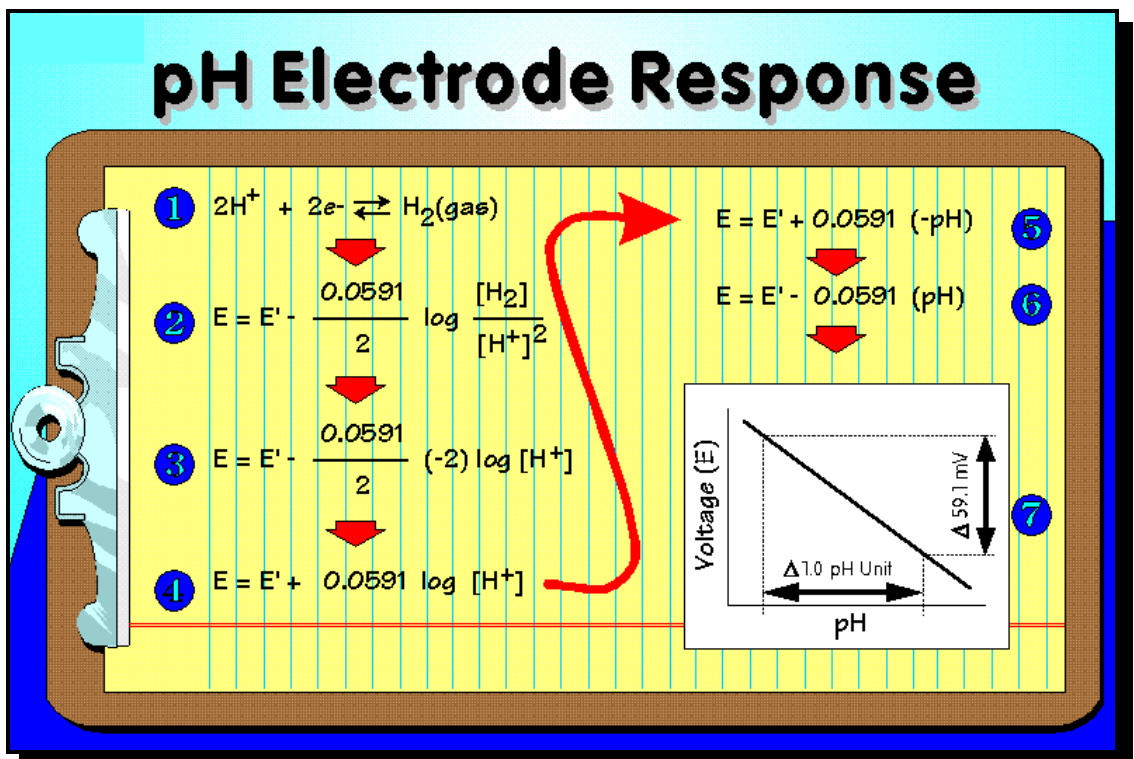 pH Electrode Response
1 2H⁺ + 2e- ⇄ H₂(gas)
2 E = E' - 0.0591/2 log [H₂]/[H⁺]²
3 E = E' - 0.0591/2 (-2) log [H⁺]
4 E = E' + 0.0591 log [H⁺]
E = E' + 0.0591 (-pH) 5
E = E' - 0.0591 (pH) 6
Voltage (E)
Δ 59.1 mV
7
Δ1.0 pH Unit
pH